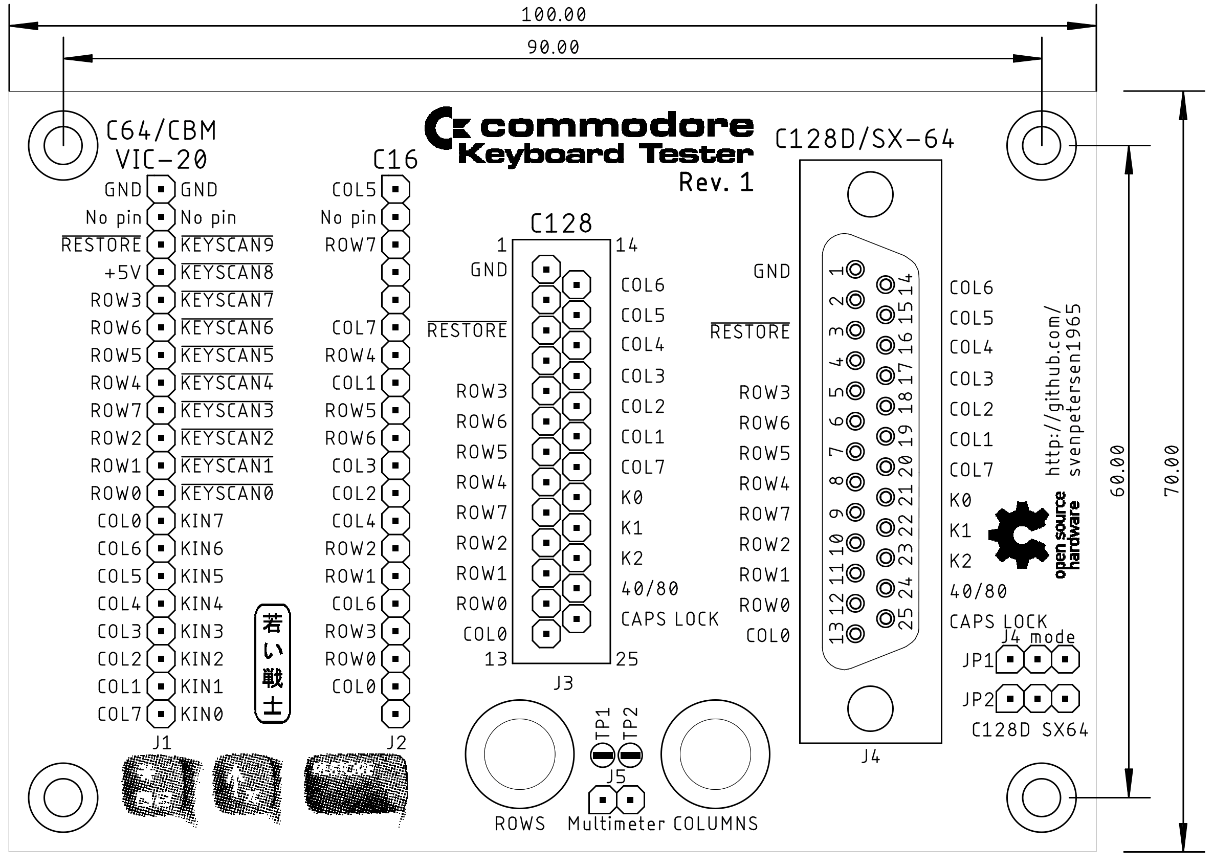 100.00
90.00
C64/CBM
VIC-20
GND GND
No pin No pin
RESTORE KEYSCAN9
+5V KEYSCAN8
ROW3 KEYSCAN7
ROW6 KEYSCAN6
ROW5 KEYSCAN5
ROW4 KEYSCAN4
ROW7 KEYSCAN3
ROW2 KEYSCAN2
ROW1 KEYSCAN1
ROW0 KEYSCAN0
COL0 KIN7
COL6 KIN6
COL5 KIN5
COL4 KIN4
COL3 KIN3
COL2 KIN2
COL1 KIN1
COL7 KIN0
J1
若い戦士
C16
COL5
No pin
ROW7
COL7
ROW4
COL1
ROW5
ROW6
COL3
COL2
COL4
ROW2
ROW1
COL6
ROW3
ROW0
COL0
J2
RESTORE
commodore
Keyboard Tester
Rev. 1
C128
1 14
GND
RESTORE
ROW3
ROW6
ROW5
ROW4
ROW7
ROW2
ROW1
ROW0
COL0
COL6
COL5
COL4
COL3
COL2
COL1
COL7
K0
K1
K2
40/80
CAPS LOCK
13 25
J3
TP1
TP2
J5
ROWS Multimeter COLUMNS
C128D/SX-64
GND
RESTORE
ROW3
ROW6
ROW5
ROW4
ROW7
ROW2
ROW1
ROW0
COL0
1
2
3
4
5
6
7
8
9
10
11
12
13
14
15
16
17
18
19
20
21
22
23
24
25
COL6
COL5
COL4
COL3
COL2
COL1
COL7
K0
K1
K2
40/80
CAPS LOCK
J4
J4 mode
JP1
JP2
C128D SX64
http://github.com/
svenpetersen1965
open source
hardware
60.00
70.00